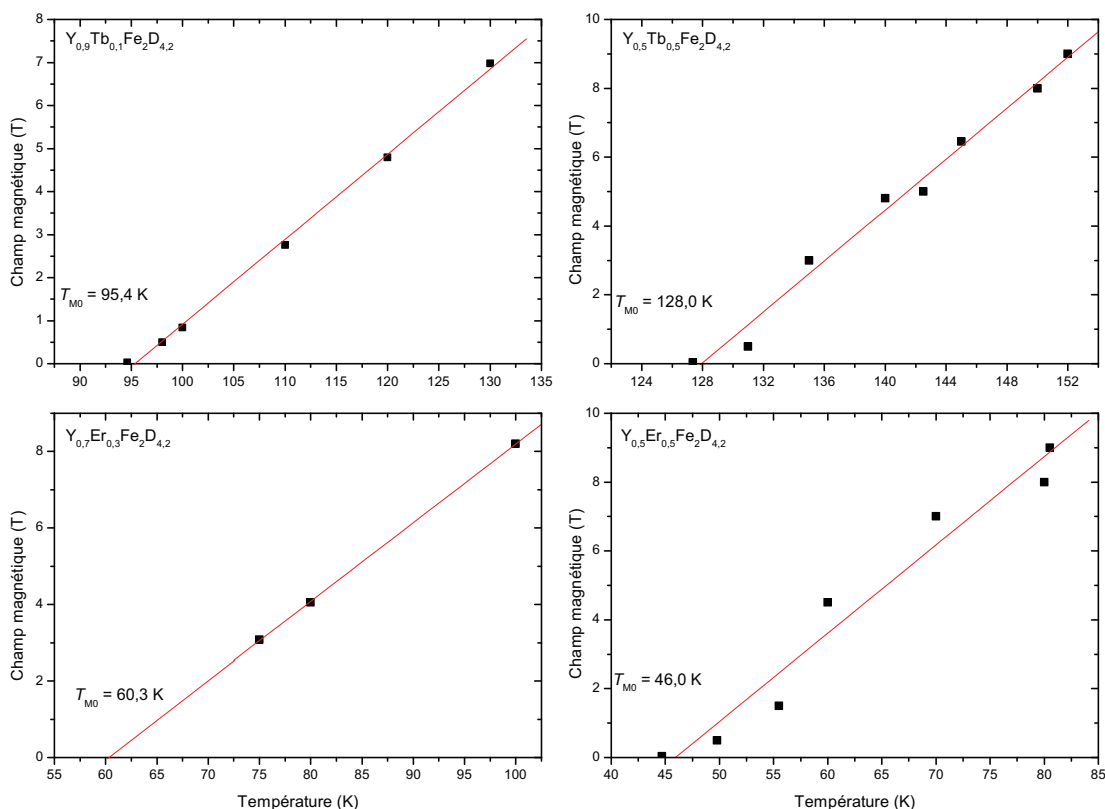 Y0,9Tb0,1Fe2D4,2
Champ magnétique (T)
8
7
6
5
4
3
2
1
0
TM0 = 95,4 K
90 95 100 105 110 115 120 125 130 135
Y0,5Tb0,5Fe2D4,2
Champ magnétique (T)
10
8
6
4
2
0
TM0 = 128,0 K
124 128 132 136 140 144 148 152
Y0,7Er0,3Fe2D4,2
Champ magnétique (T)
8
6
4
2
0
TM0 = 60,3 K
55 60 65 70 75 80 85 90 95 100
Température (K)
Y0,5Er0,5Fe2D4,2
Champ magnétique (T)
10
8
6
4
2
0
TM0 = 46,0 K
40 45 50 55 60 65 70 75 80 85
Température (K)